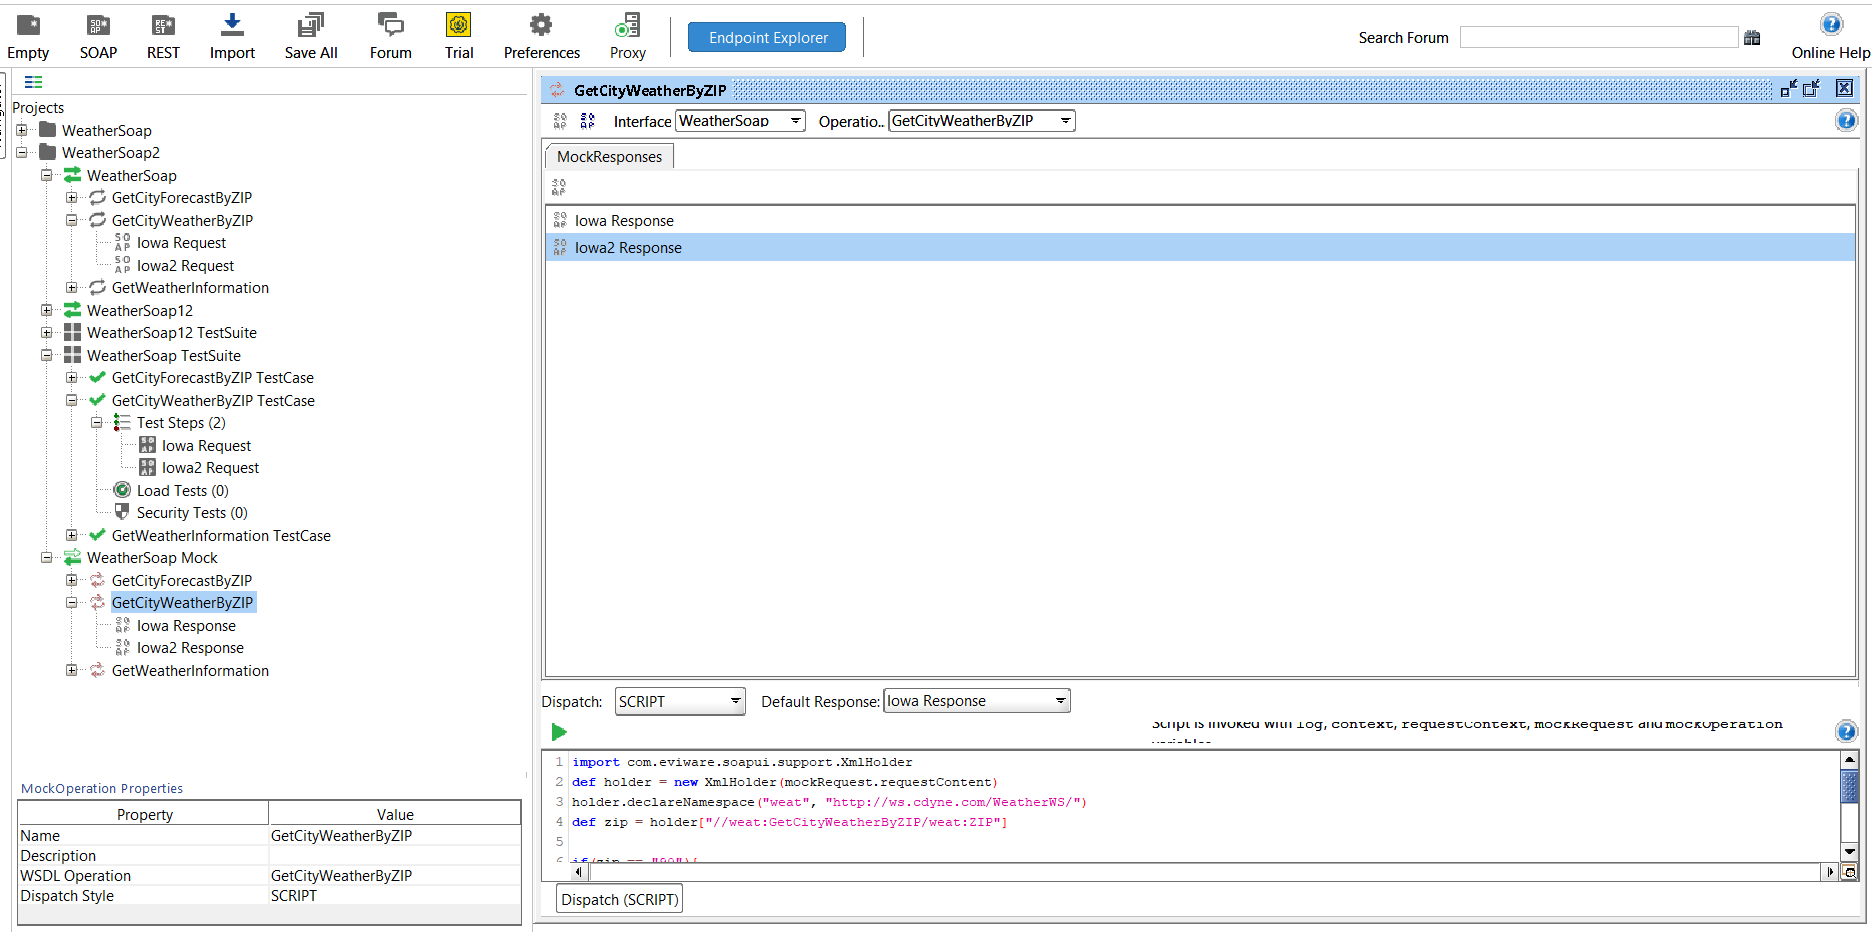 Empty SOAP REST Import Save All Forum Trial Preferences Proxy Endpoint Explorer Search Forum Online Help
Projects
WeatherSoap
WeatherSoap2
WeatherSoap
GetCityForecastByZIP
GetCityWeatherByZIP
Iowa Request
Iowa2 Request
GetWeatherInformation
WeatherSoap12
WeatherSoap12 TestSuite
WeatherSoap TestSuite
GetCityForecastByZIP TestCase
GetCityWeatherByZIP TestCase
Test Steps (2)
Iowa Request
Iowa2 Request
Load Tests (0)
Security Tests (0)
GetWeatherInformation TestCase
WeatherSoap Mock
GetCityForecastByZIP
GetCityWeatherByZIP
Iowa Response
Iowa2 Response
GetWeatherInformation
MockOperation Properties
Property Value
Name GetCityWeatherByZIP
Description
WSDL Operation GetCityWeatherByZIP
Dispatch Style SCRIPT
GetCityWeatherByZIP
Interface WeatherSoap Operatio.. GetCityWeatherByZIP
MockResponses
Iowa Response
Iowa2 Response
Dispatch: SCRIPT Default Response: Iowa Response
Script is invoked with log, context, requestContext, mockRequest and mockOperation
1 import com.eviware.soapui.support.XmlHolder
2 def holder = new XmlHolder(mockRequest.requestContent)
3 holder.declareNamespace("weat", "http://ws.cdyne.com/WeatherWS/")
4 def zip = holder["//weat:GetCityWeatherByZIP/weat:ZIP"]
5
6 if(zip == "90"){
Dispatch (SCRIPT)